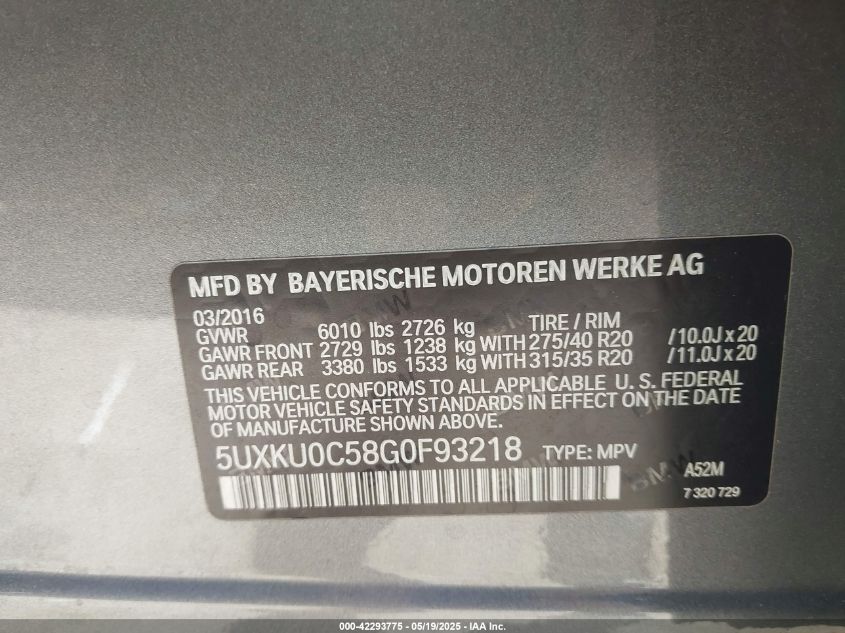 MFD BY BAYERISCHE MOTOREN WERKE AG
03/2016 TIRE / RIM
GVWR 6010 lbs 2726 kg
GAWR FRONT 2729 lbs 1238 kg WITH 275/40 R20 /10.0J x 20
GAWR REAR 3380 lbs 1533 kg WITH 315/35 R20 /11.0J x 20
THIS VEHICLE CONFORMS TO ALL APPLICABLE U. S. FEDERAL
MOTOR VEHICLE SAFETY STANDARDS IN EFFECT ON THE DATE
OF MANUFACTURE SHOWN ABOVE.
5UXKU0C58G0F93218 TYPE: MPV A52M
7 320 729
000-42293775 - 05/19/2025 - IAA Inc.